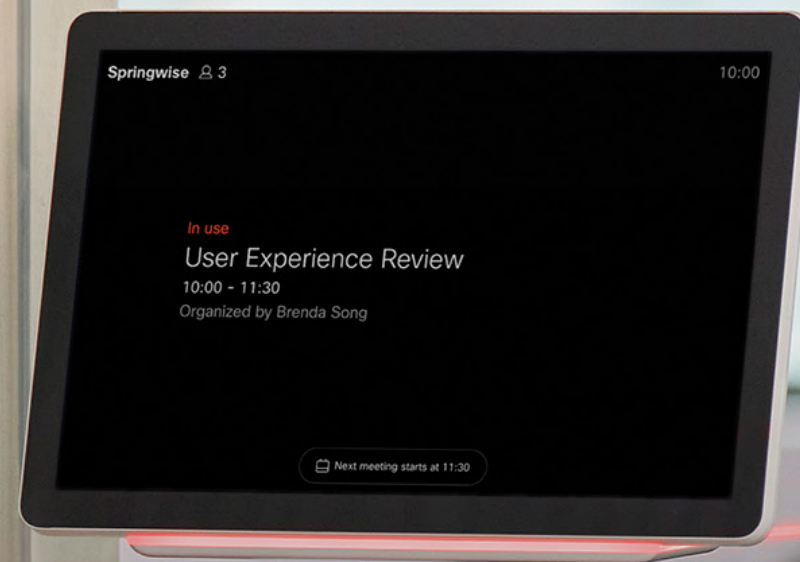 Springwise 3 10:00
In use
User Experience Review
10:00 - 11:30
Organized by Brenda Song
Next meeting starts at 11:30